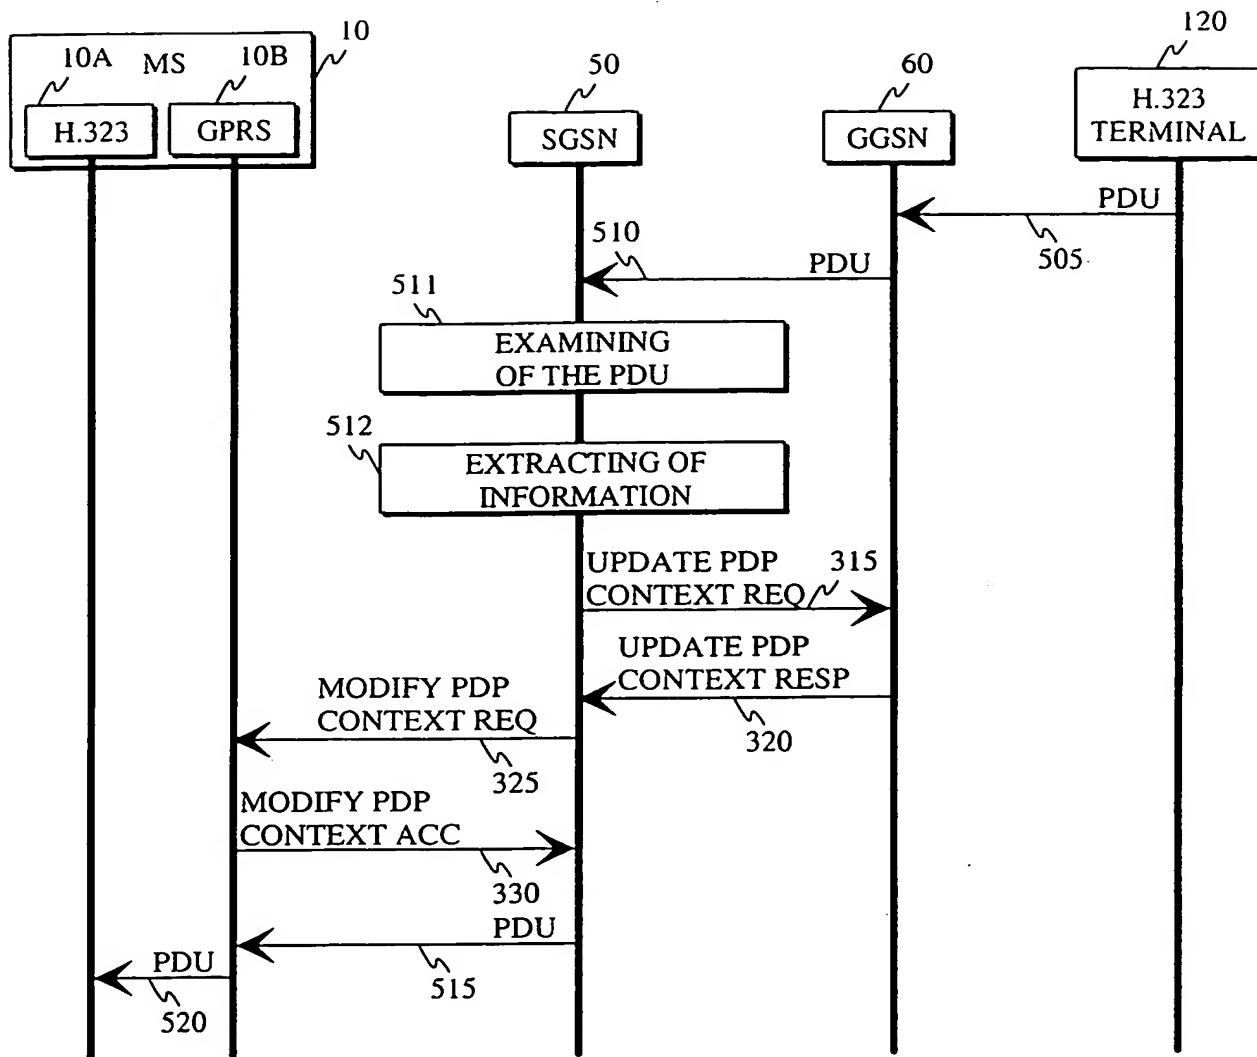 10
120
10A
MS
10B
50
60
H.323
GPRS
SGSN
GGSN
H.323
TERMINAL
PDU
505
510
PDU
511
EXAMINING
OF THE PDU
512
EXTRACTING OF
INFORMATION
UPDATE PDP
CONTEXT REQ
315
UPDATE PDP
CONTEXT RESP
320
MODIFY PDP
CONTEXT REQ
325
MODIFY PDP
CONTEXT ACC
330
PDU
515
PDU
520